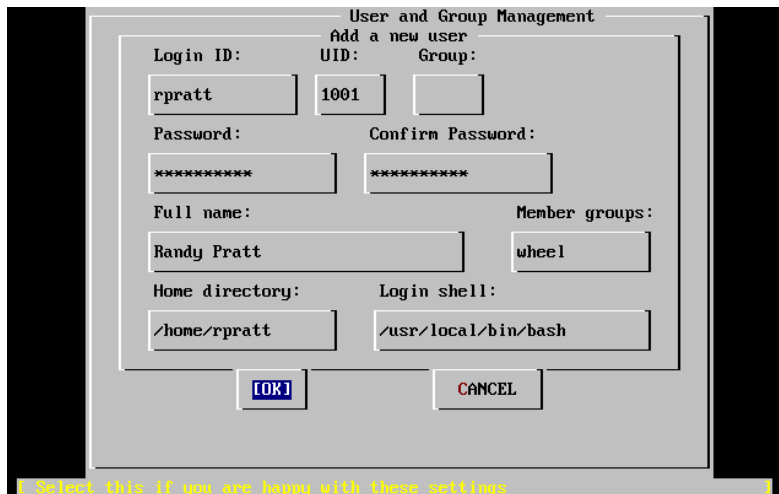 User and Group Management
Add a new user
Login ID: UID: Group:
rpratt 1001
Password: Confirm Password:
********** **********
Full name: Member groups:
Randy Pratt wheel
Home directory: Login shell:
/home/rpratt /usr/local/bin/bash
[OK] CANCEL
[ Select this if you are happy with these settings ]